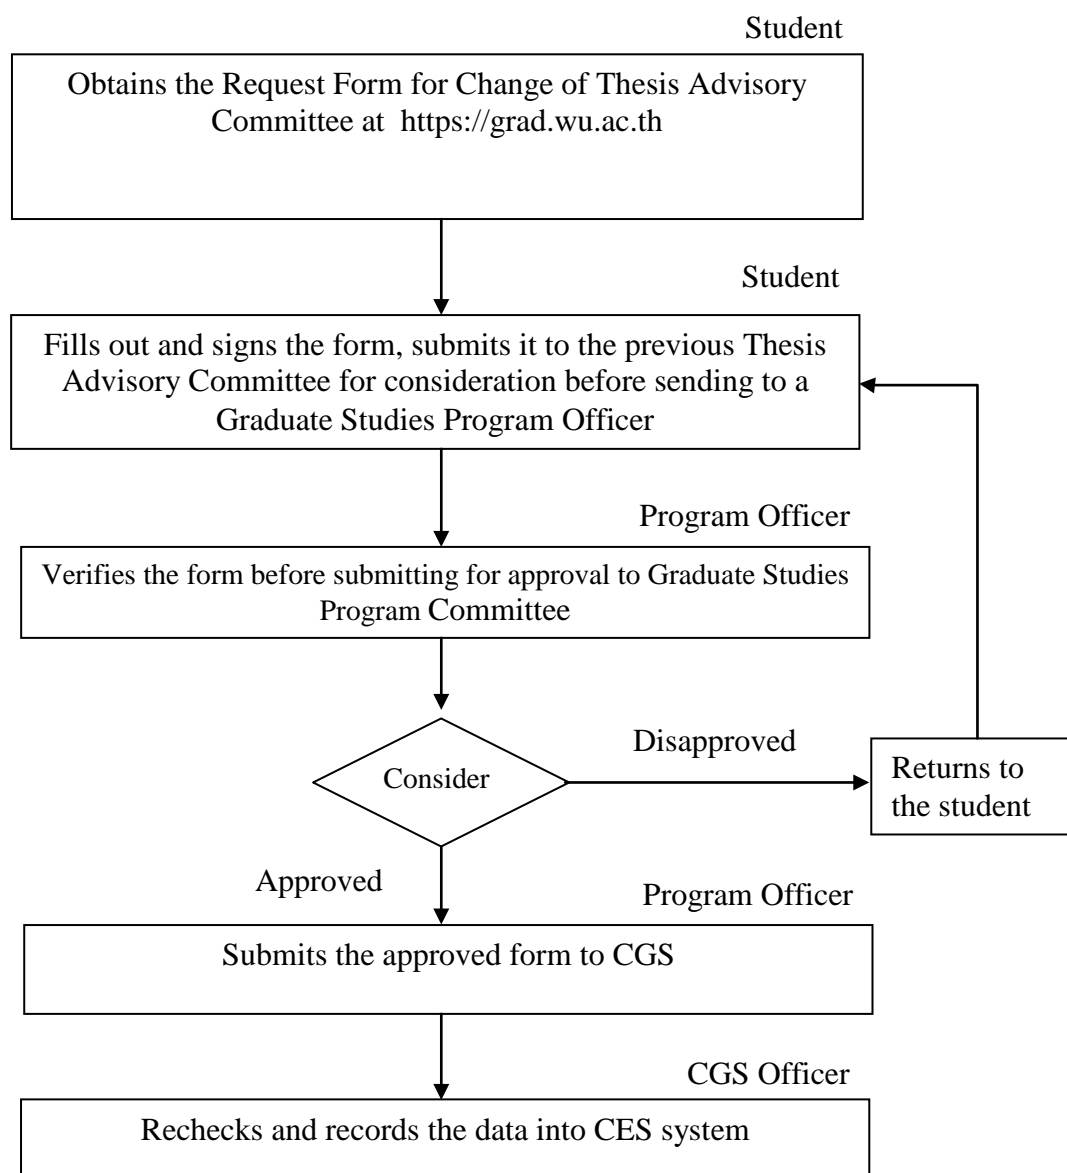 Student
Obtains the Request Form for Change of Thesis Advisory
Committee at  https://grad.wu.ac.th
Student
Fills out and signs the form, submits it to the previous Thesis
Advisory Committee for consideration before sending to a
Graduate Studies Program Officer
Program Officer
Verifies the form before submitting for approval to Graduate Studies
Program Committee
Consider
Disapproved
Returns to
the student
Approved
Program Officer
Submits the approved form to CGS
CGS Officer
Rechecks and records the data into CES system